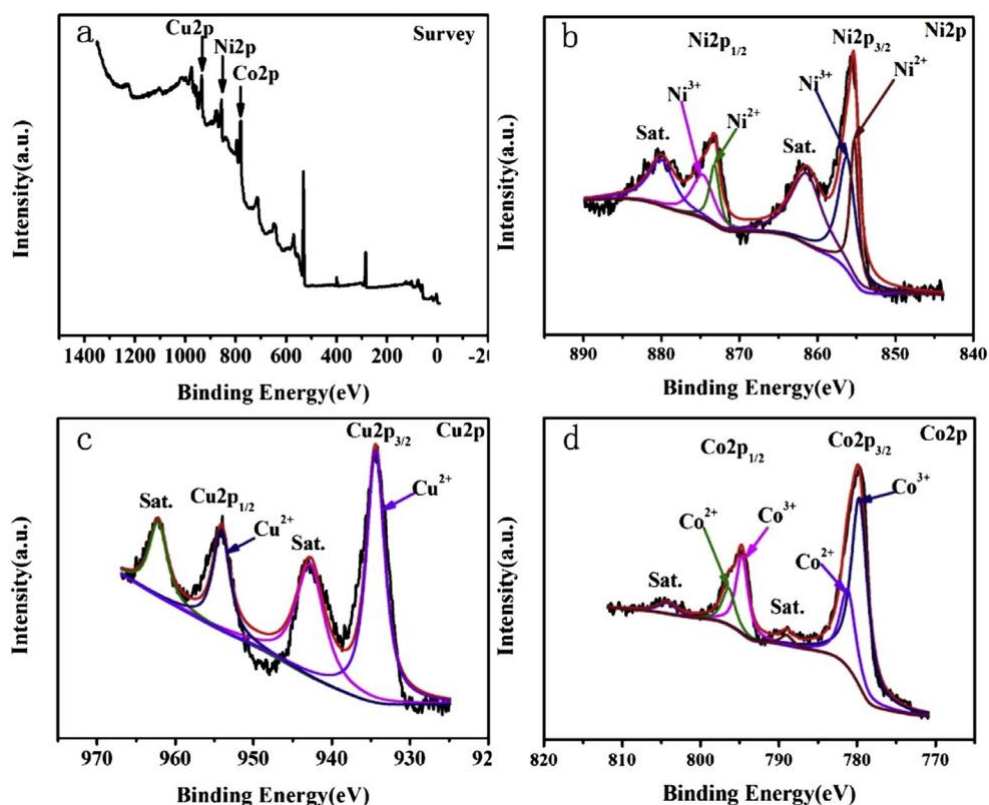 a
Survey
Cu2p
Ni2p
Co2p
Intensity(a.u.)
1400 1200 1000 800 600 400 200 0 -20
Binding Energy(eV)
b
Ni2p
Ni2p1/2
Ni2p3/2
Ni3+
Ni2+
Ni3+
Ni2+
Sat.
Sat.
Intensity(a.u.)
890 880 870 860 850 840
Binding Energy(eV)
c
Cu2p3/2
Cu2p
Sat.
Cu2p1/2
Cu2+
Sat.
Cu2+
Intensity(a.u.)
970 960 950 940 930 92
Binding Energy(eV)
d
Co2p
Co2p1/2
Co2p3/2
Co2+
Co3+
Co3+
Co2+
Sat.
Sat.
Intensity(a.u.)
820 810 800 790 780 770
Binding Energy(eV)